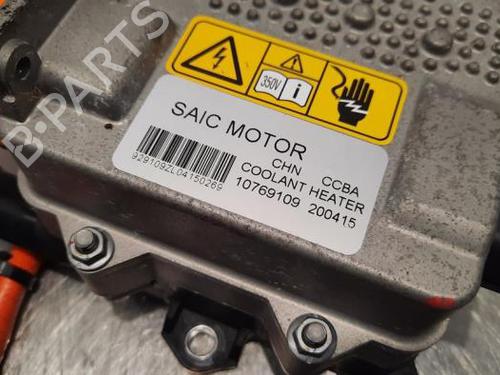 B-PARTS
350V
SAIC MOTOR
CHN CCBA
929109ZL04150269
COOLANT HEATER
10769109 200415